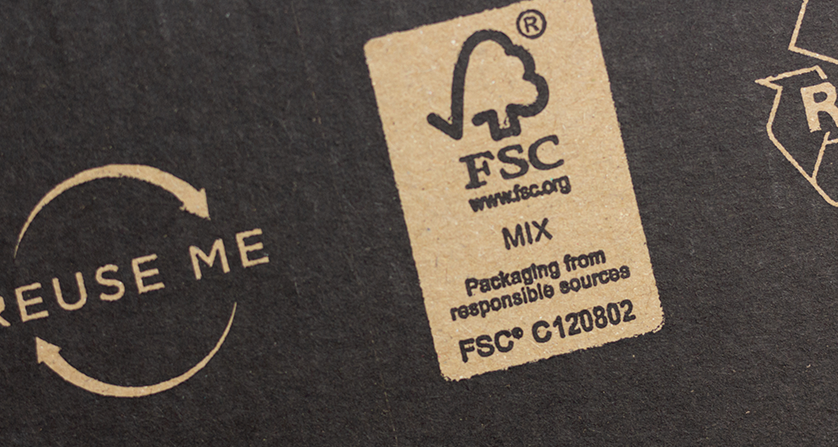 REUSE ME
®
FSC
www.fsc.org
MIX
Packaging from
responsible sources
FSC® C120802
R